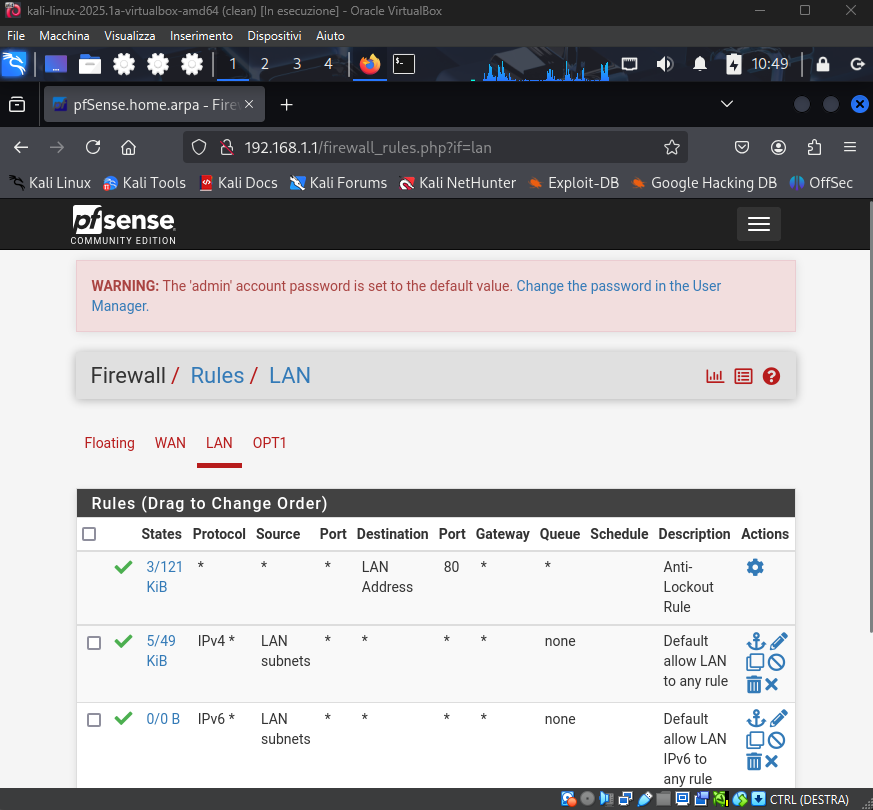 kali-linux-2025.1a-virtualbox-amd64 (clean) [In esecuzione] - Oracle VirtualBox
File Macchina Visualizza Inserimento Dispositivi Aiuto
1 2 3 4 10:49
pfSense.home.arpa - Fire
192.168.1.1/firewall_rules.php?if=lan
Kali Linux Kali Tools Kali Docs Kali Forums Kali NetHunter Exploit-DB Google Hacking DB OffSec
pfsense
COMMUNITY EDITION
WARNING: The 'admin' account password is set to the default value. Change the password in the User
Manager.
Firewall / Rules / LAN
Floating WAN LAN OPT1
Rules (Drag to Change Order)
States Protocol Source Port Destination Port Gateway Queue Schedule Description Actions
3/121 * * * LAN 80 * * Anti-
KiB Address Lockout
Rule
5/49 IPv4 * LAN * * * * none Default
KiB subnets allow LAN
to any rule
0/0 B IPv6 * LAN * * * * none Default
subnets allow LAN
IPv6 to
any rule
CTRL (DESTRA)